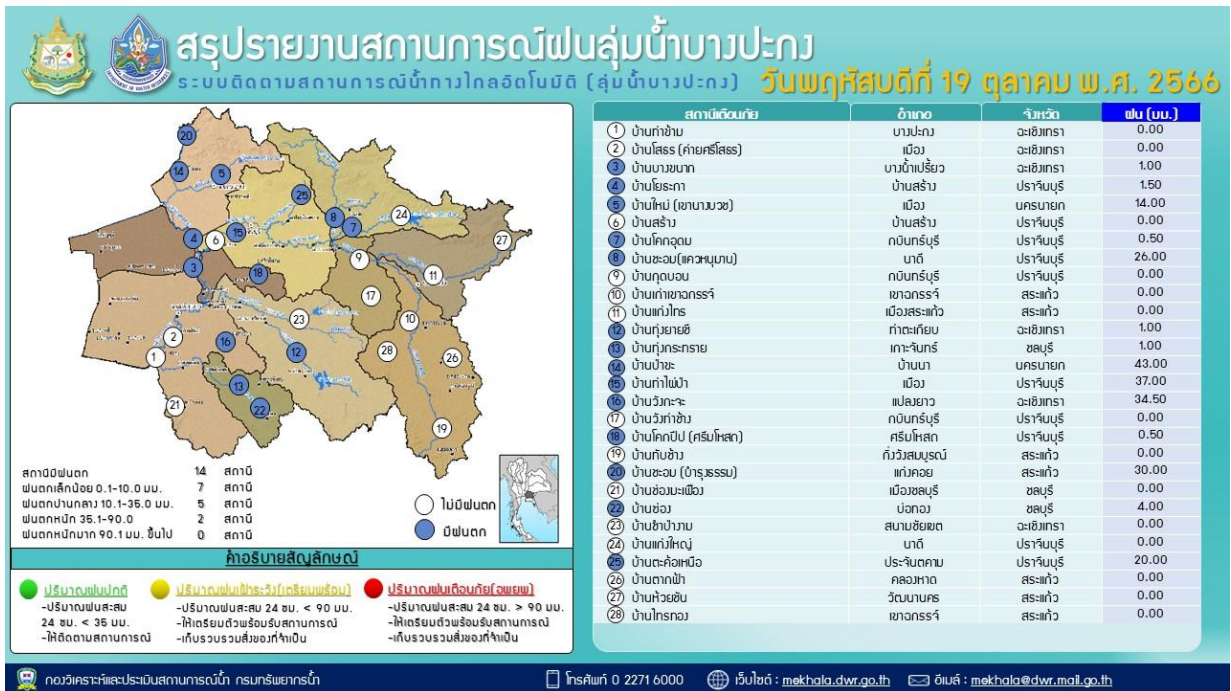 สรุปรายงานสถานการณ์ฝนลุ่มน้ำบางปะกง
ระบบติดตามสถานการณ์น้ำทางไกลอัตโนมัติ (ลุ่มน้ำบางปะกง) วันพฤหัสบดีที่ 19 ตุลาคม พ.ศ. 2566
20
14
5
25
8
7
24
4
6
15
27
3
18
9
11
17
23
10
2
16
12
28
26
1
13
21
22
19
สถานีมีฝนตก 14 สถานี
ฝนตกเล็กน้อย 0.1-10.0 มม. 7 สถานี
ฝนตกปานกลาง 10.1-35.0 มม. 5 สถานี
ฝนตกหนัก 35.1-90.0 2 สถานี
ฝนตกหนักมาก 90.1 มม. ขึ้นไป 0 สถานี
ไม่มีฝนตก
มีฝนตก
คำอธิบายสัญลักษณ์
ปริมาณฝนปกติ
-ปริมาณฝนสะสม
24 ชม. < 35 มม.
-ให้ติดตามสถานการณ์
ปริมาณฝนเฝ้าระวัง(เตรียมพร้อม)
-ปริมาณฝนสะสม 24 ชม. < 90 มม.
-ให้เตรียมตัวพร้อมรับสถานการณ์
-เก็บรวบรวมสิ่งของที่จำเป็น
ปริมาณฝนเตือนภัย(อพยพ)
-ปริมาณฝนสะสม 24 ชม. > 90 มม.
-ให้เตรียมตัวพร้อมรับสถานการณ์
-เก็บรวบรวมสิ่งของที่จำเป็น
สถานีเตือนภัย อำเภอ จังหวัด ฝน (มม.)
1 บ้านท่าข้าม บางปะกง ฉะเชิงเทรา 0.00
2 บ้านโสธร (ค่ายศรีโสธร) เมือง ฉะเชิงเทรา 0.00
3 บ้านบางขนาก บางน้ำเปรี้ยว ฉะเชิงเทรา 1.00
4 บ้านโยธะกา บ้านสร้าง ปราจีนบุรี 1.50
5 บ้านใหม่ (เขานางบวช) เมือง นครนายก 14.00
6 บ้านสร้าง บ้านสร้าง ปราจีนบุรี 0.00
7 บ้านโคกอุดม กบินทร์บุรี ปราจีนบุรี 0.50
8 บ้านชะอม(แควหนุมาน) นาดี ปราจีนบุรี 26.00
9 บ้านกุดบอน กบินทร์บุรี ปราจีนบุรี 0.00
10 บ้านเก่าเขาฉกรรจ์ เขาฉกรรจ์ สระแก้ว 0.00
11 บ้านแก่งไทร เมืองสระแก้ว สระแก้ว 0.00
12 บ้านทุ่งยายชี ท่าตะเกียบ ฉะเชิงเทรา 1.00
13 บ้านทุ่งกระทราย เกาะจันทร์ ชลบุรี 1.00
14 บ้านป่าขะ บ้านนา นครนายก 43.00
15 บ้านท่าไผ่ป่า เมือง ปราจีนบุรี 37.00
16 บ้านวังกะจะ แปลงยาว ฉะเชิงเทรา 34.50
17 บ้านวังท่าช้าง กบินทร์บุรี ปราจีนบุรี 0.00
18 บ้านโคกปีป (ศรีมโหสถ) ศรีมโหสถ ปราจีนบุรี 0.50
19 บ้านทับช้าง กิ่งวังสมบูรณ์ สระแก้ว 0.00
20 บ้านชะอม (บำรุงธรรม) แก่งคอย สระแก้ว 30.00
21 บ้านช่องมะเฟือง เมืองชลบุรี ชลบุรี 0.00
22 บ้านช่อง บ่อทอง ชลบุรี 4.00
23 บ้านชำป่างาม สนามชัยเขต ฉะเชิงเทรา 0.00
24 บ้านแก่งใหญ่ นาดี ปราจีนบุรี 0.00
25 บ้านตะค้อเหนือ ประจันตคาม ปราจีนบุรี 20.00
26 บ้านตากฟ้า คลองหาด สระแก้ว 0.00
27 บ้านห้วยชัน วัฒนานคร สระแก้ว 0.00
28 บ้านไทรทอง เขาฉกรรจ์ สระแก้ว 0.00
กองวิเคราะห์และประเมินสถานการณ์น้ำ กรมทรัพยากรน้ำ โทรศัพท์ 0 2271 6000 เว็บไซต์ : mekhala.dwr.go.th อีเมล์ : mekhala@dwr.mail.go.th